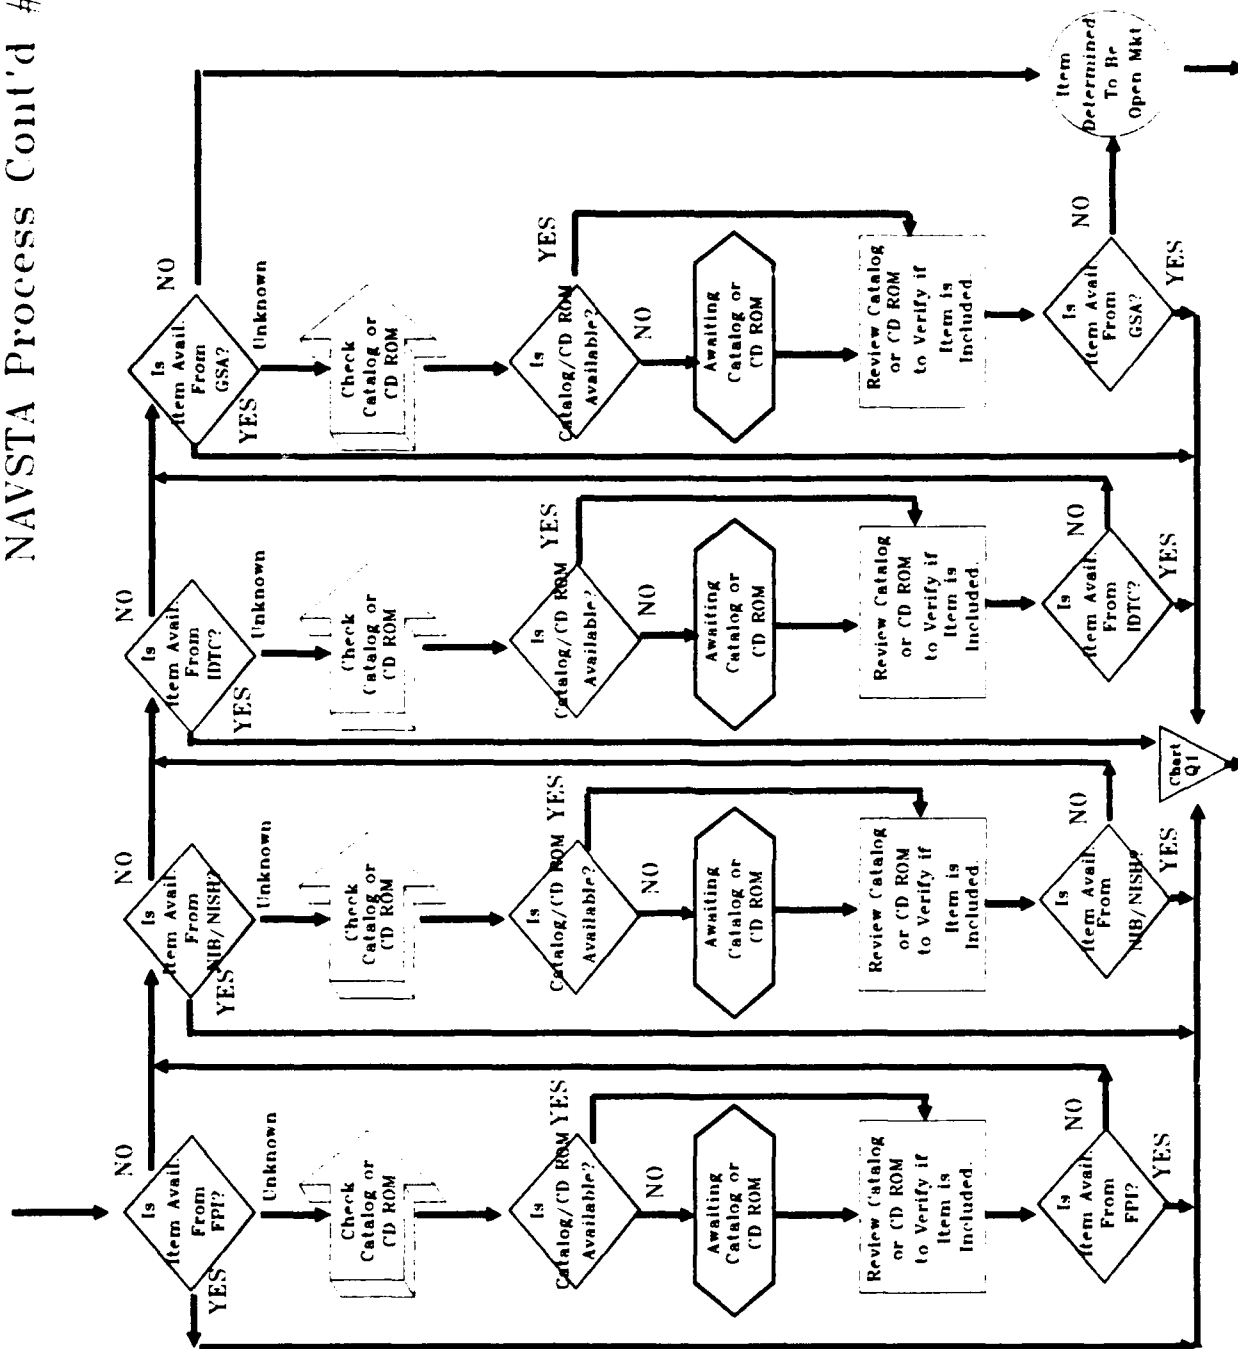 NAVSTA Process Cont'd #
Is
Item Avail.
From
FPI?
NO
YES
Unknown
Check
Catalog or
CD ROM
Is
Catalog/CD ROM
Available?
YES
NO
Awaiting
Catalog or
CD ROM
Review Catalog
or CD ROM
to Verify if
Item is
Included.
Is
Item Avail.
From
FPI?
NO
YES
Is
Item Avail.
From
NIB/NISH?
NO
YES
Unknown
Check
Catalog or
CD ROM
Is
Catalog/CD ROM
Available?
YES
NO
Awaiting
Catalog or
CD ROM
Review Catalog
or CD ROM
to Verify if
Item is
Included.
Is
Item Avail.
From
NIB/NISH?
NO
YES
Is
Item Avail.
From
IDTC?
NO
YES
Unknown
Check
Catalog or
CD ROM
Is
Catalog/CD ROM
Available?
YES
NO
Awaiting
Catalog or
CD ROM
Review Catalog
or CD ROM
to Verify if
Item is
Included.
Is
Item Avail.
From
IDTC?
NO
YES
Is
Item Avail.
From
GSA?
NO
YES
Unknown
Check
Catalog or
CD ROM
Is
Catalog/CD ROM
Available?
YES
NO
Awaiting
Catalog or
CD ROM
Review Catalog
or CD ROM
to Verify if
Item is
Included.
Is
Item Avail.
From
GSA?
NO
YES
Item
Determined
To Be
Open Mkt
Chart
Q1